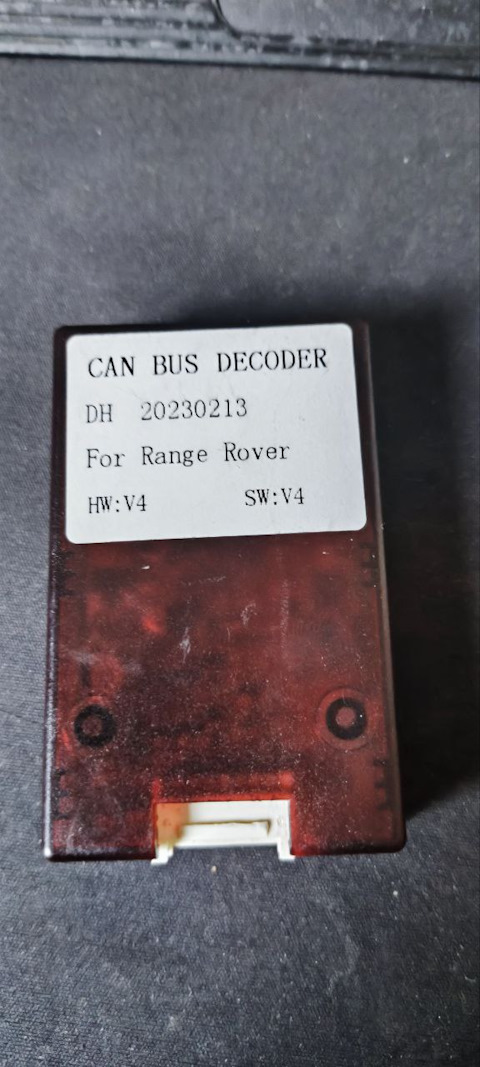 CAN BUS DECODER
DH 20230213
For Range Rover
HW:V4 SW:V4